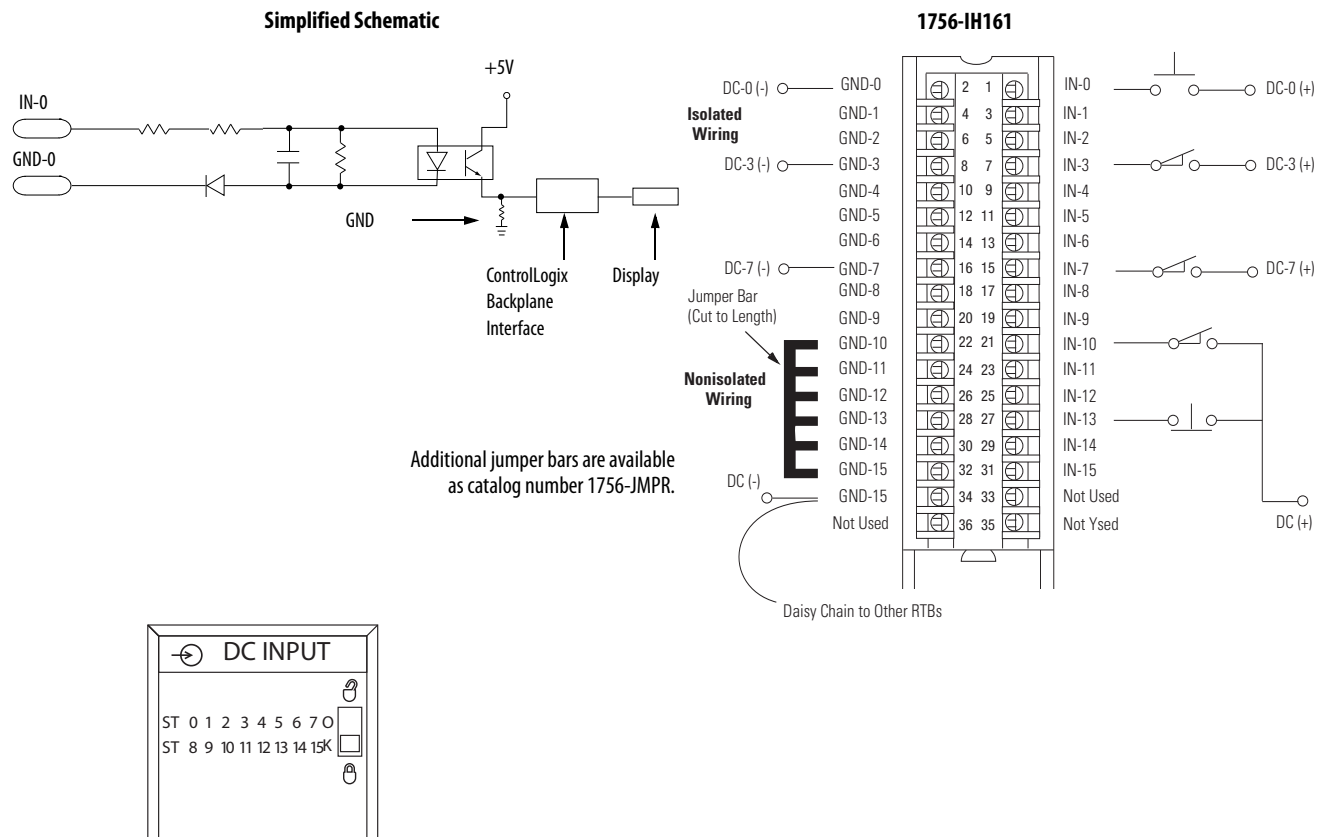 Simplified Schematic
+5V
IN-0
GND-0
GND
ControlLogix
Backplane
Interface
Display
Additional jumper bars are available
as catalog number 1756-JMPR.
1756-IH161
DC-0 (-) GND-0 2 1 IN-0 DC-0 (+)
Isolated
Wiring
GND-1 4 3 IN-1
GND-2 6 5 IN-2
DC-3 (-) GND-3 8 7 IN-3 DC-3 (+)
GND-4 10 9 IN-4
GND-5 12 11 IN-5
GND-6 14 13 IN-6
DC-7 (-) GND-7 16 15 IN-7 DC-7 (+)
Jumper Bar
(Cut to Length)
GND-8 18 17 IN-8
GND-9 20 19 IN-9
GND-10 22 21 IN-10
GND-11 24 23 IN-11
Nonisolated
Wiring
GND-12 26 25 IN-12
GND-13 28 27 IN-13
GND-14 30 29 IN-14
GND-15 32 31 IN-15
DC (-) GND-15 34 33 Not Used
DC (+)
Not Used 36 35 Not Ysed
Daisy Chain to Other RTBs
DC INPUT
ST 0 1 2 3 4 5 6 7 O
ST 8 9 10 11 12 13 14 15 K